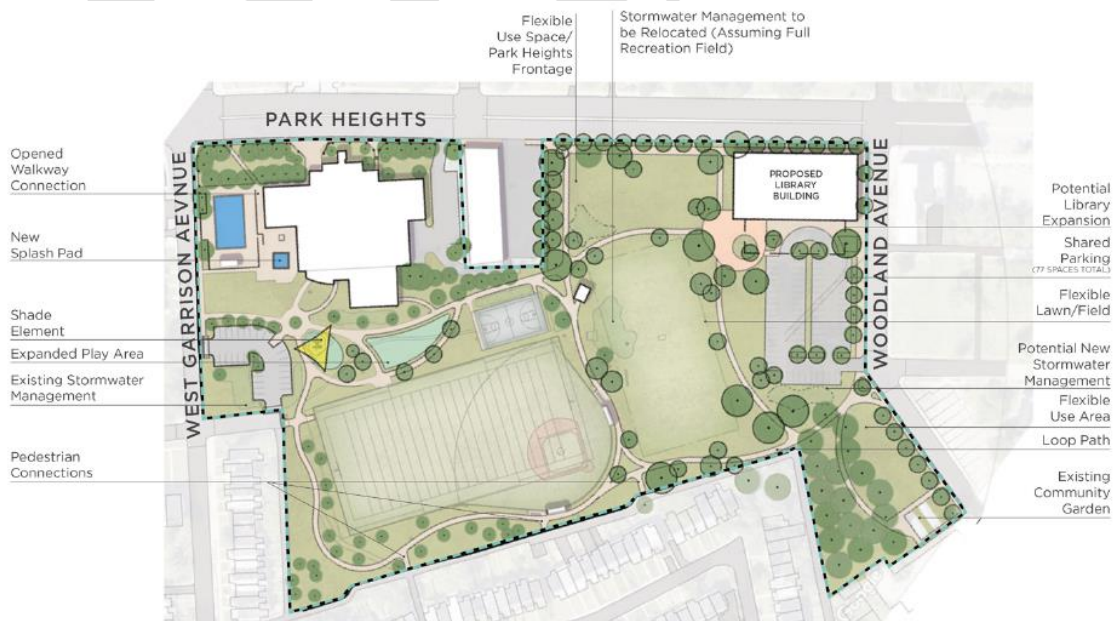 Flexible
Use Space/
Park Heights
Frontage
Stormwater Management to
be Relocated (Assuming Full
Recreation Field)
PARK HEIGHTS
WEST GARRISON AEVNUE
WOODLAND AVENUE
PROPOSED
LIBRARY
BUILDING
Opened
Walkway
Connection
New
Splash Pad
Shade
Element
Expanded Play Area
Existing Stormwater
Management
Pedestrian
Connections
Potential
Library
Expansion
Shared
Parking
(77 SPACES TOTAL)
Flexible
Lawn/Field
Potential New
Stormwater
Management
Flexible
Use Area
Loop Path
Existing
Community
Garden